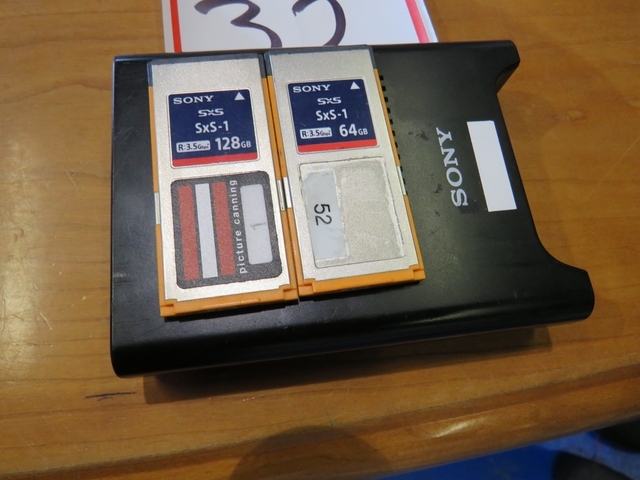 32
SONY
SxS
SxS-1
R:3.5Gbps 128GB
picture canning
SONY
SxS
SxS-1
R:3.5Gbps 64GB
52
SONY